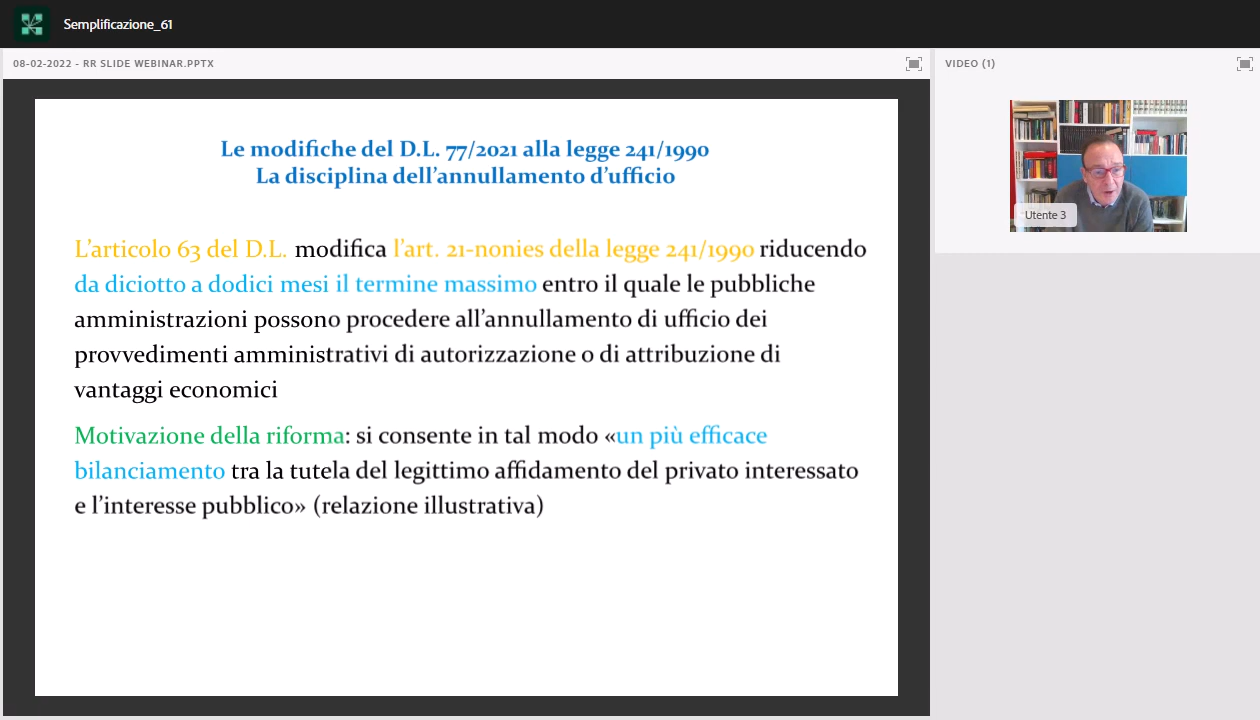 Semplificazione_61
08-02-2022 - RR SLIDE WEBINAR.PPTX
VIDEO (1)
Le modifiche del D.L. 77/2021 alla legge 241/1990
La disciplina dell'annullamento d'ufficio
L'articolo 63 del D.L. modifica l'art. 21-nonies della legge 241/1990 riducendo
da diciotto a dodici mesi il termine massimo entro il quale le pubbliche
amministrazioni possono procedere all'annullamento di ufficio dei
provvedimenti amministrativi di autorizzazione o di attribuzione di
vantaggi economici
Motivazione della riforma: si consente in tal modo «un più efficace
bilanciamento tra la tutela del legittimo affidamento del privato interessato
e l'interesse pubblico» (relazione illustrativa)
Utente 3